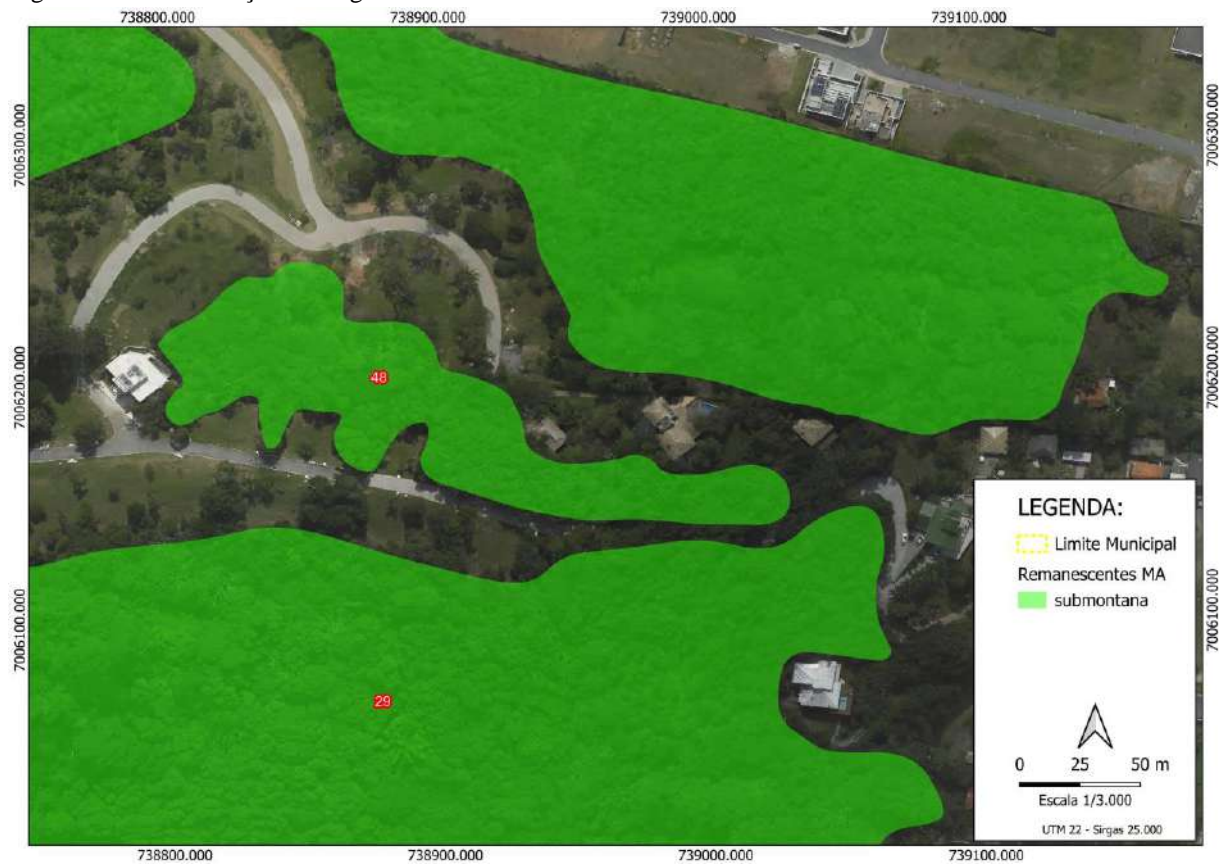 738800.000 738900.000 739000.000 739100.000
7006300.000 7006300.000
7006200.000 7006200.000
48
LEGENDA:
Limite Municipal
Remanescentes MA
submontana
7006100.000 7006100.000
29
0 25 50 m
Escala 1/3.000
UTM 22 - Sirgas 25.000
738800.000 738900.000 739000.000 739100.000